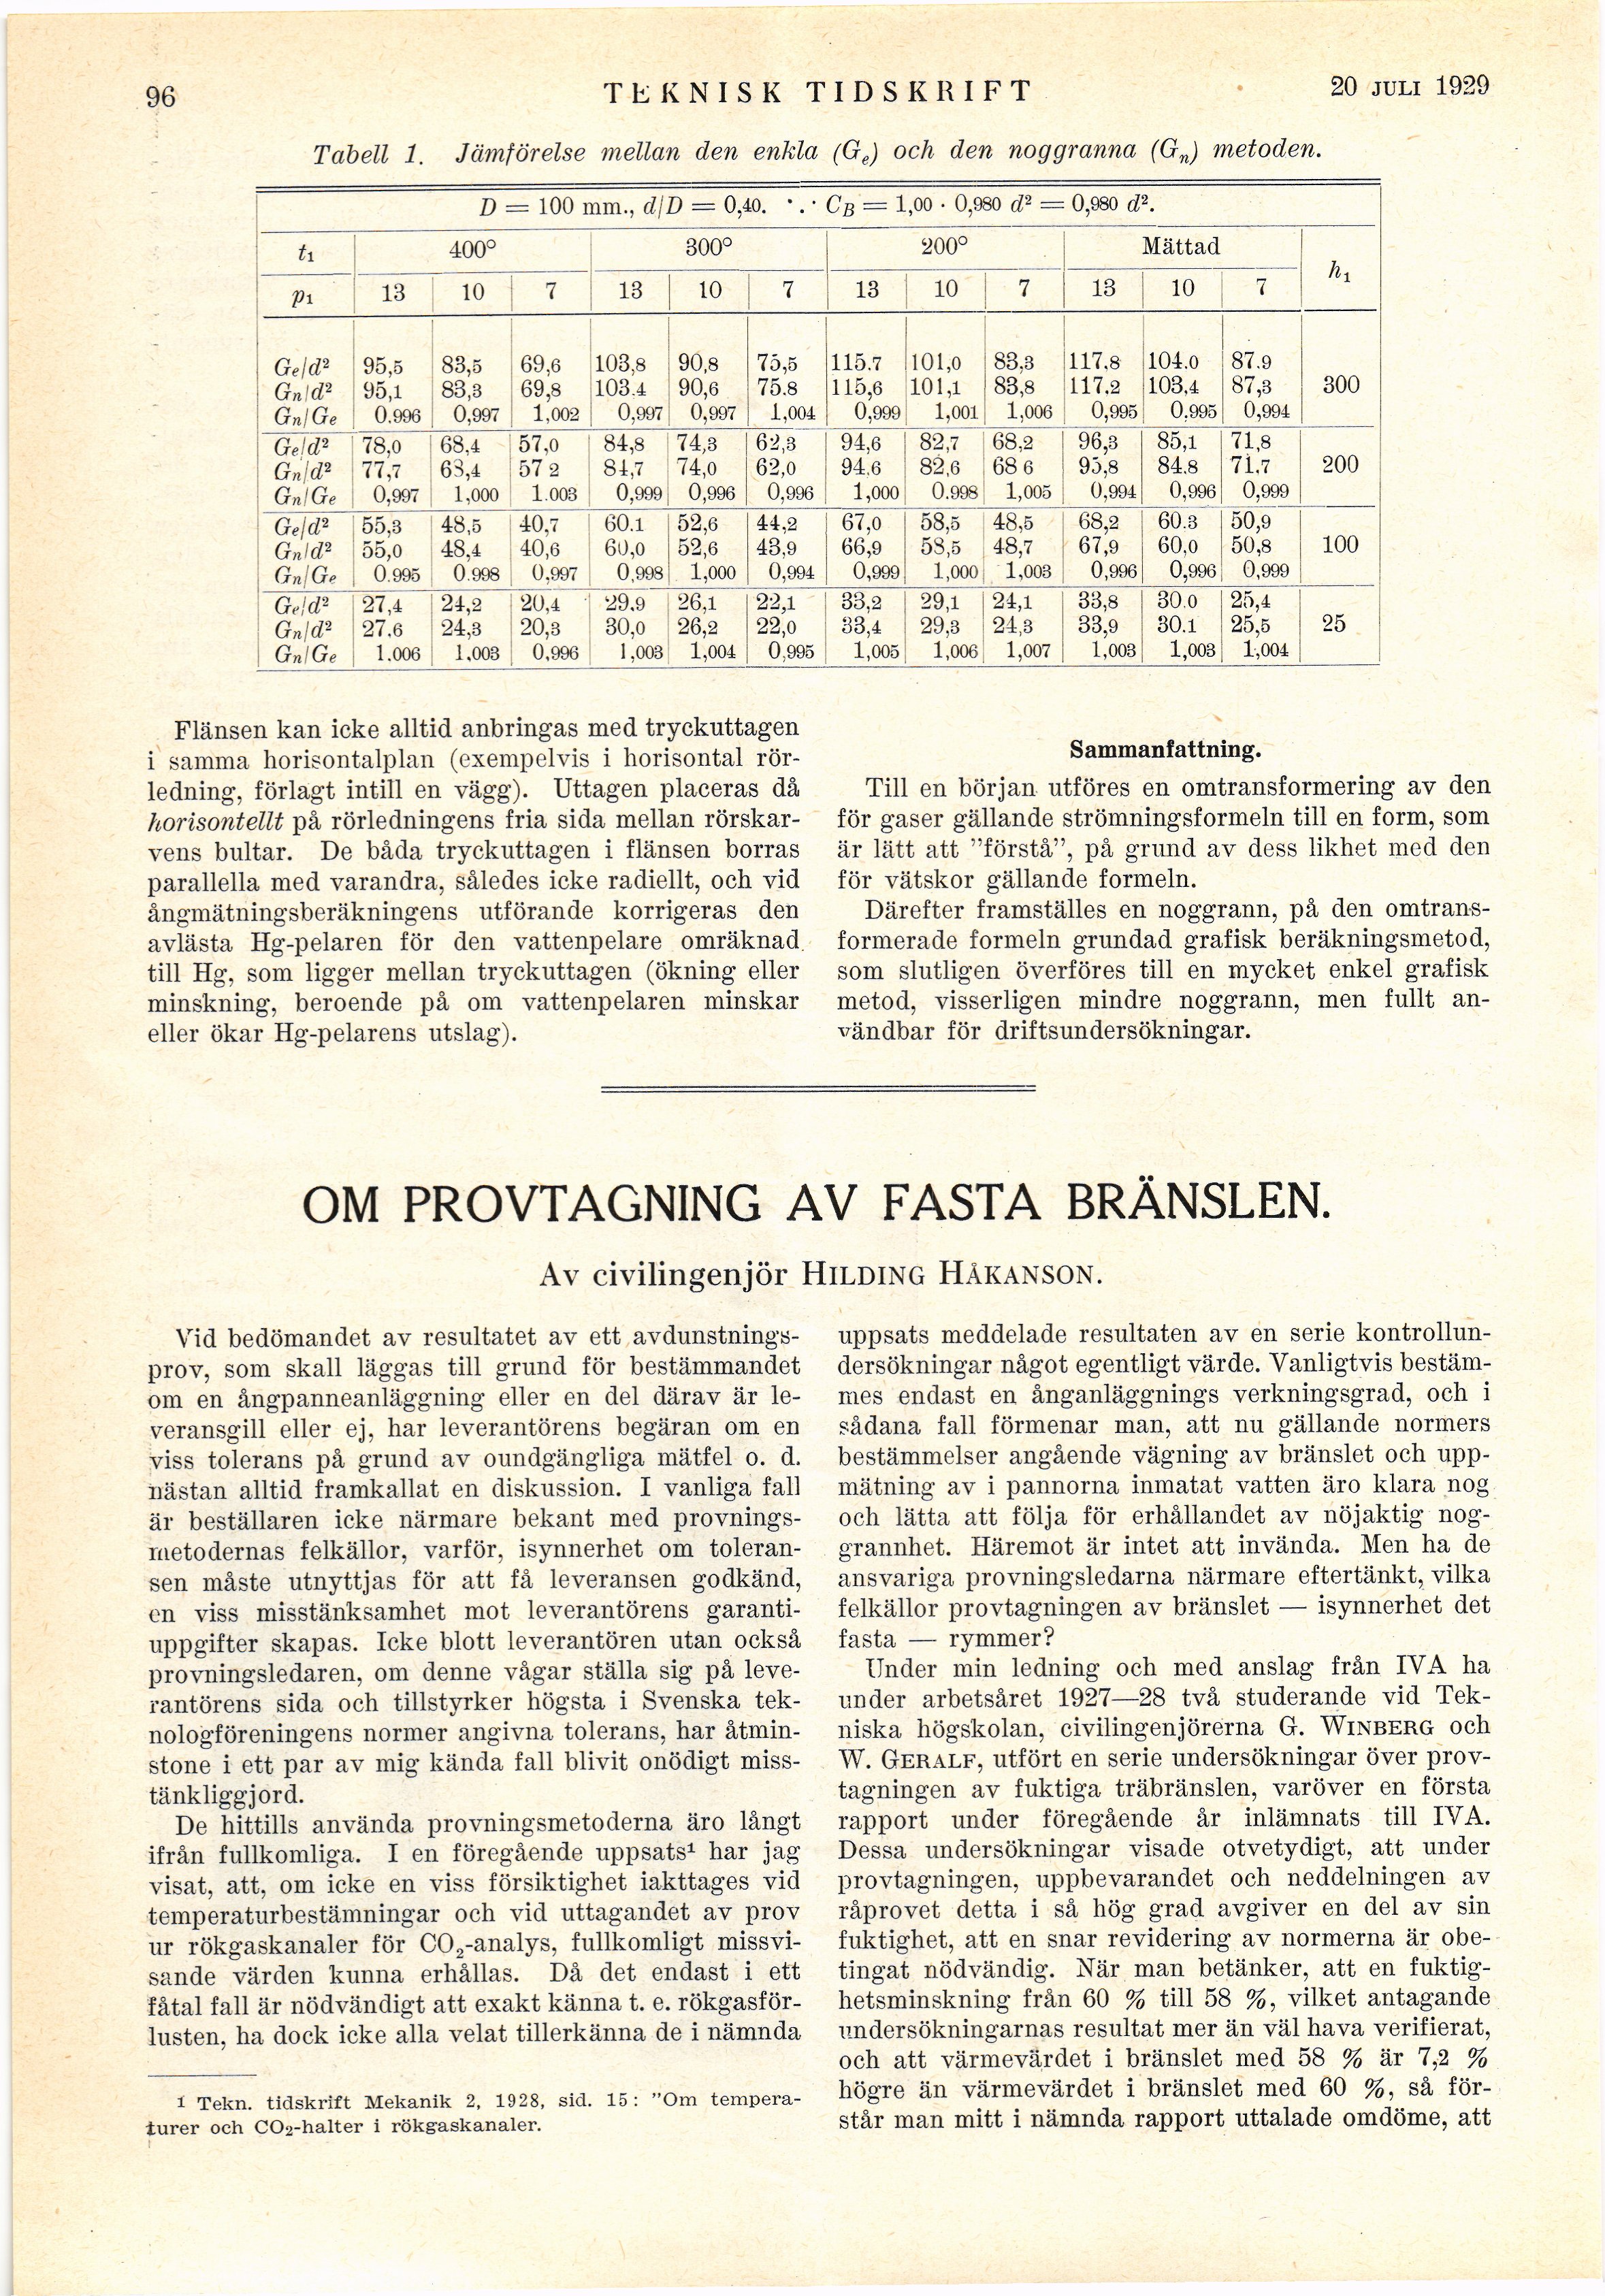 96
TEKNISK TIDSKRIFT
20 JULI 1929
Tabell 1. Jämförelse mellan den enkla (Ge) och den noggranna (Gn) metoden.
D = 100 mm., d/D = 0,40. ∵ CB = 1,00 · 0,980 d² = 0,980 d².
t1 400° 300° 200° Mättad h1
p1 13 10 7 13 10 7 13 10 7 13 10 7
Ge/d² 95,5 83,5 69,6 103,8 90,8 75,5 115.7 101,0 83,3 117,8 104.0 87.9
Gn/d² 95,1 83,3 69,8 103.4 90,6 75.8 115,6 101,1 83,8 117.2 103,4 87,3 300
Gn/Ge 0.996 0,997 1,002 0,997 0,997 1,004 0,999 1,001 1,006 0,995 0.995 0,994
Ge/d² 78,0 68,4 57,0 84,8 74,3 62,3 94,6 82,7 68,2 96,3 85,1 71,8
Gn/d² 77,7 68,4 57 2 84,7 74,0 62,0 94.6 82,6 68 6 95,8 84.8 71,7 200
Gn/Ge 0,997 1,000 1.003 0,999 0,996 0,996 1,000 0.998 1,005 0,994 0,996 0,999
Ge/d² 55,3 48,5 40,7 60.1 52,6 44,2 67,0 58,5 48,5 68,2 60.3 50,9
Gn/d² 55,0 48,4 40,6 60,0 52,6 43,9 66,9 58,5 48,7 67,9 60,0 50,8 100
Gn/Ge 0.995 0.998 0,997 0,998 1,000 0,994 0,999 1,000 1,003 0,996 0,996 0,999
Ge/d² 27,4 24,2 20,4 29.9 26,1 22,1 33,2 29,1 24,1 33,8 30.0 25,4
Gn/d² 27.6 24,3 20,3 30,0 26,2 22,0 33,4 29,3 24,3 33,9 30.1 25,5 25
Gn/Ge 1.006 1.003 0,996 1,003 1,004 0,995 1,005 1,006 1,007 1,003 1,003 1,004
Flänsen kan icke alltid anbringas med tryckuttagen
i samma horisontalplan (exempelvis i horisontal rör-
ledning, förlagt intill en vägg). Uttagen placeras då
horisontellt på rörledningens fria sida mellan rörskar-
vens bultar. De båda tryckuttagen i flänsen borras
parallella med varandra, således icke radiellt, och vid
ångmätningsberäkningens utförande korrigeras den
avlästa Hg-pelaren för den vattenpelare omräknad
till Hg, som ligger mellan tryckuttagen (ökning eller
minskning, beroende på om vattenpelaren minskar
eller ökar Hg-pelarens utslag).
Sammanfattning.
Till en början utföres en omtransformering av den
för gaser gällande strömningsformeln till en form, som
är lätt att ”förstå”, på grund av dess likhet med den
för vätskor gällande formeln.
Därefter framställes en noggrann, på den omtrans-
formerade formeln grundad grafisk beräkningsmetod,
som slutligen överföres till en mycket enkel grafisk
metod, visserligen mindre noggrann, men fullt an-
vändbar för driftsundersökningar.
OM PROVTAGNING AV FASTA BRÄNSLEN.
Av civilingenjör HILDING HÅKANSON.
Vid bedömandet av resultatet av ett avdunstnings-
prov, som skall läggas till grund för bestämmandet
om en ångpanneanläggning eller en del därav är le-
veransgill eller ej, har leverantörens begäran om en
viss tolerans på grund av oundgängliga mätfel o. d.
nästan alltid framkallat en diskussion. I vanliga fall
är beställaren icke närmare bekant med provnings-
metodernas felkällor, varför, isynnerhet om toleran-
sen måste utnyttjas för att få leveransen godkänd,
en viss misstänksamhet mot leverantörens garanti-
uppgifter skapas. Icke blott leverantören utan också
provningsledaren, om denne vågar ställa sig på leve-
rantörens sida och tillstyrker högsta i Svenska tek-
nologföreningens normer angivna tolerans, har åtmin-
stone i ett par av mig kända fall blivit onödigt miss-
tänkliggjord.
De hittills använda provningsmetoderna äro långt
ifrån fullkomliga. I en föregående uppsats¹ har jag
visat, att, om icke en viss försiktighet iakttages vid
temperaturbestämningar och vid uttagandet av prov
ur rökgaskanaler för CO₂-analys, fullkomligt missvi-
sande värden kunna erhållas. Då det endast i ett
fåtal fall är nödvändigt att exakt känna t. e. rökgasför-
lusten, ha dock icke alla velat tillerkänna de i nämnda
1 Tekn. tidskrift Mekanik 2, 1928, sid. 15: ”Om tempera-
turer och CO₂-halter i rökgaskanaler.
uppsats meddelade resultaten av en serie kontrollun-
dersökningar något egentligt värde. Vanligtvis bestäm-
mes endast en ånganläggnings verkningsgrad, och i
sådana fall förmenar man, att nu gällande normers
bestämmelser angående vägning av bränslet och upp-
mätning av i pannorna inmatat vatten äro klara nog
och lätta att följa för erhållandet av nöjaktig nog-
grannhet. Häremot är intet att invända. Men ha de
ansvariga provningsledarna närmare eftertänkt, vilka
felkällor provtagningen av bränslet — isynnerhet det
fasta — rymmer?
Under min ledning och med anslag från IVA ha
under arbetsåret 1927—28 två studerande vid Tek-
niska högskolan, civilingenjörerna G. WINBERG och
W. GERALF, utfört en serie undersökningar över prov-
tagningen av fuktiga träbränslen, varöver en första
rapport under föregående år inlämnats till IVA.
Dessa undersökningar visade otvetydigt, att under
provtagningen, uppbevarandet och neddelningen av
råprovet detta i så hög grad avgiver en del av sin
fuktighet, att en snar revidering av normerna är obe-
tingat nödvändig. När man betänker, att en fuktig-
hetsminskning från 60 % till 58 %, vilket antagande
undersökningarnas resultat mer än väl hava verifierat,
och att värmevärdet i bränslet med 58 % är 7,2 %
högre än värmevärdet i bränslet med 60 %, så för-
står man mitt i nämnda rapport uttalade omdöme, att